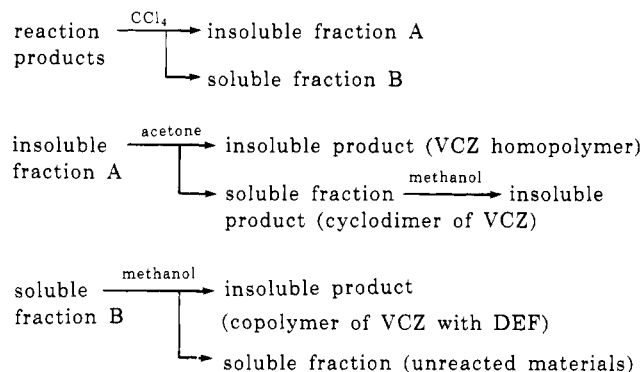 CCl4
reaction products
insoluble fraction A
soluble fraction B
insoluble fraction A
acetone
insoluble product (VCZ homopolymer)
soluble fraction
methanol
insoluble
product (cyclodimer of VCZ)
soluble fraction B
methanol
insoluble product
(copolymer of VCZ with DEF)
soluble fraction (unreacted materials)